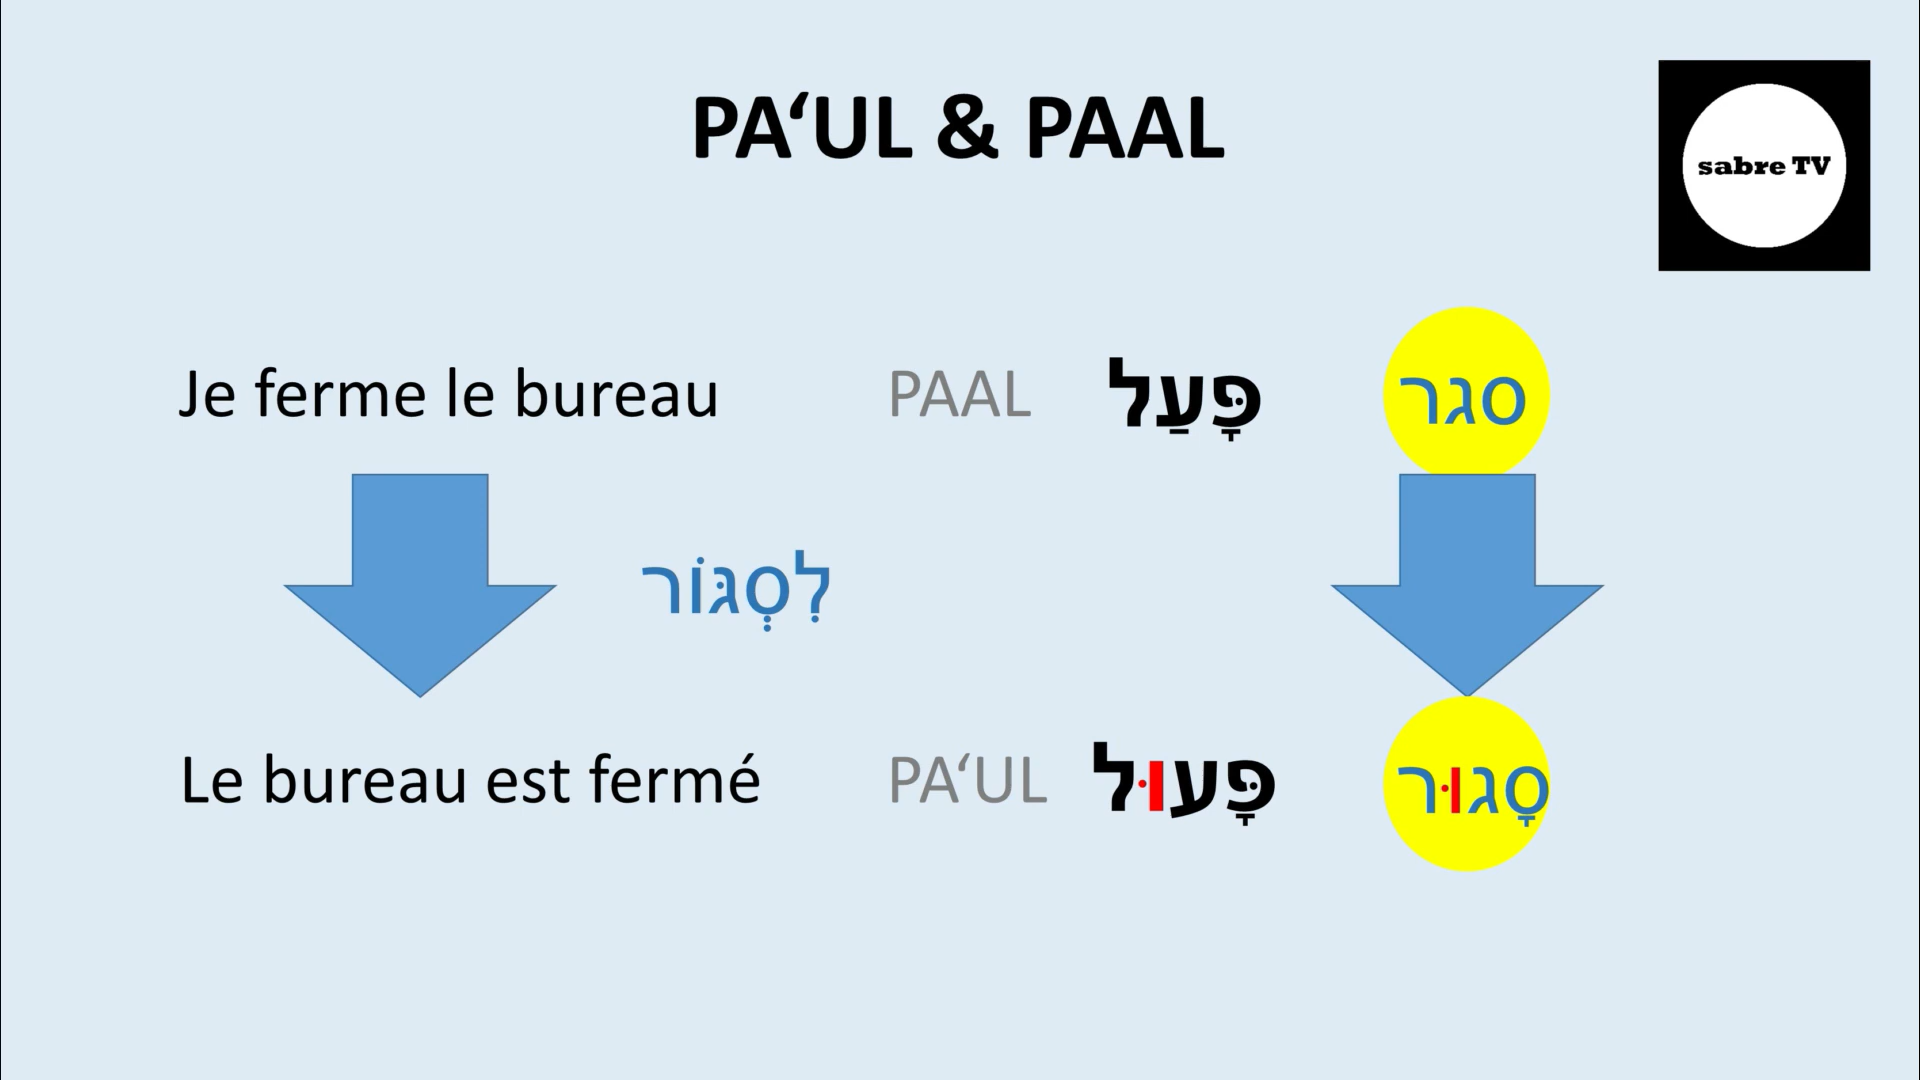 PA‘UL & PAAL
sabre TV
Je ferme le bureau PAAL פָּעַל סגר
לִסְגּוֹר
Le bureau est fermé PA‘UL פָּעוּל סָגוּר